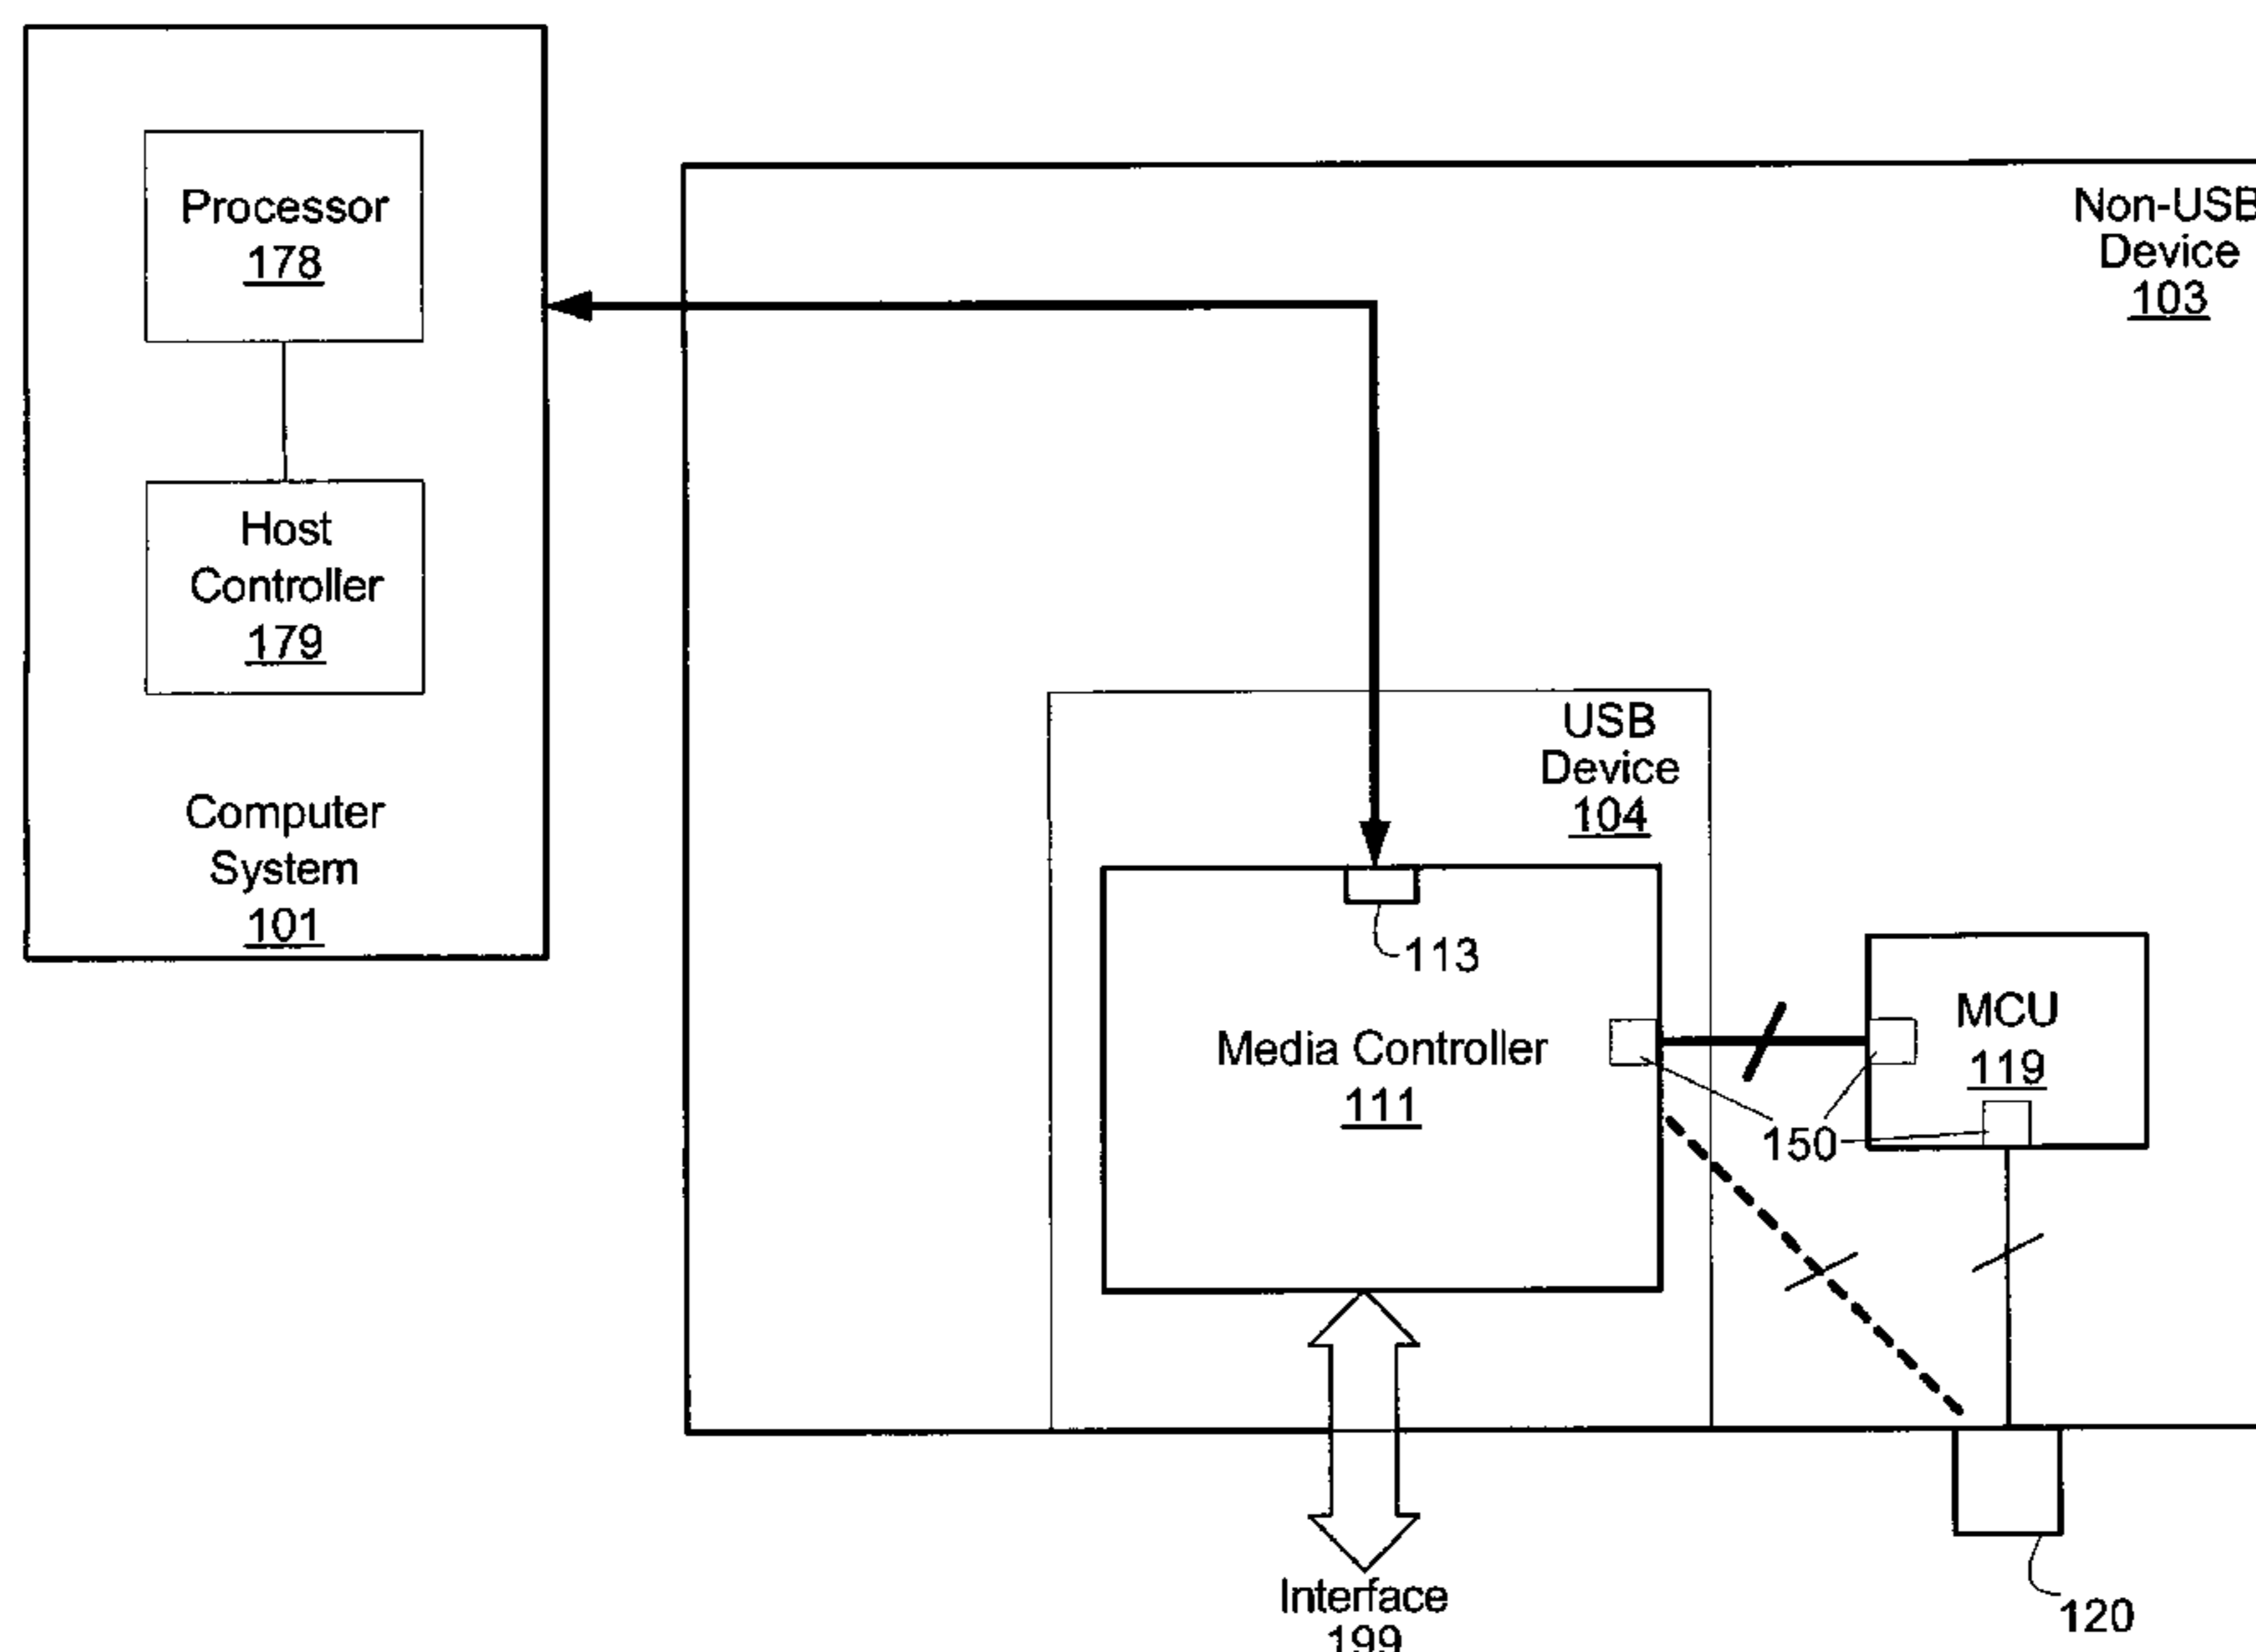 Processor
178
Host
Controller
179
Computer
System
101
Non-USB
Device
103
USB
Device
104
113
Media Controller
111
MCU
119
150
Interface
199
120